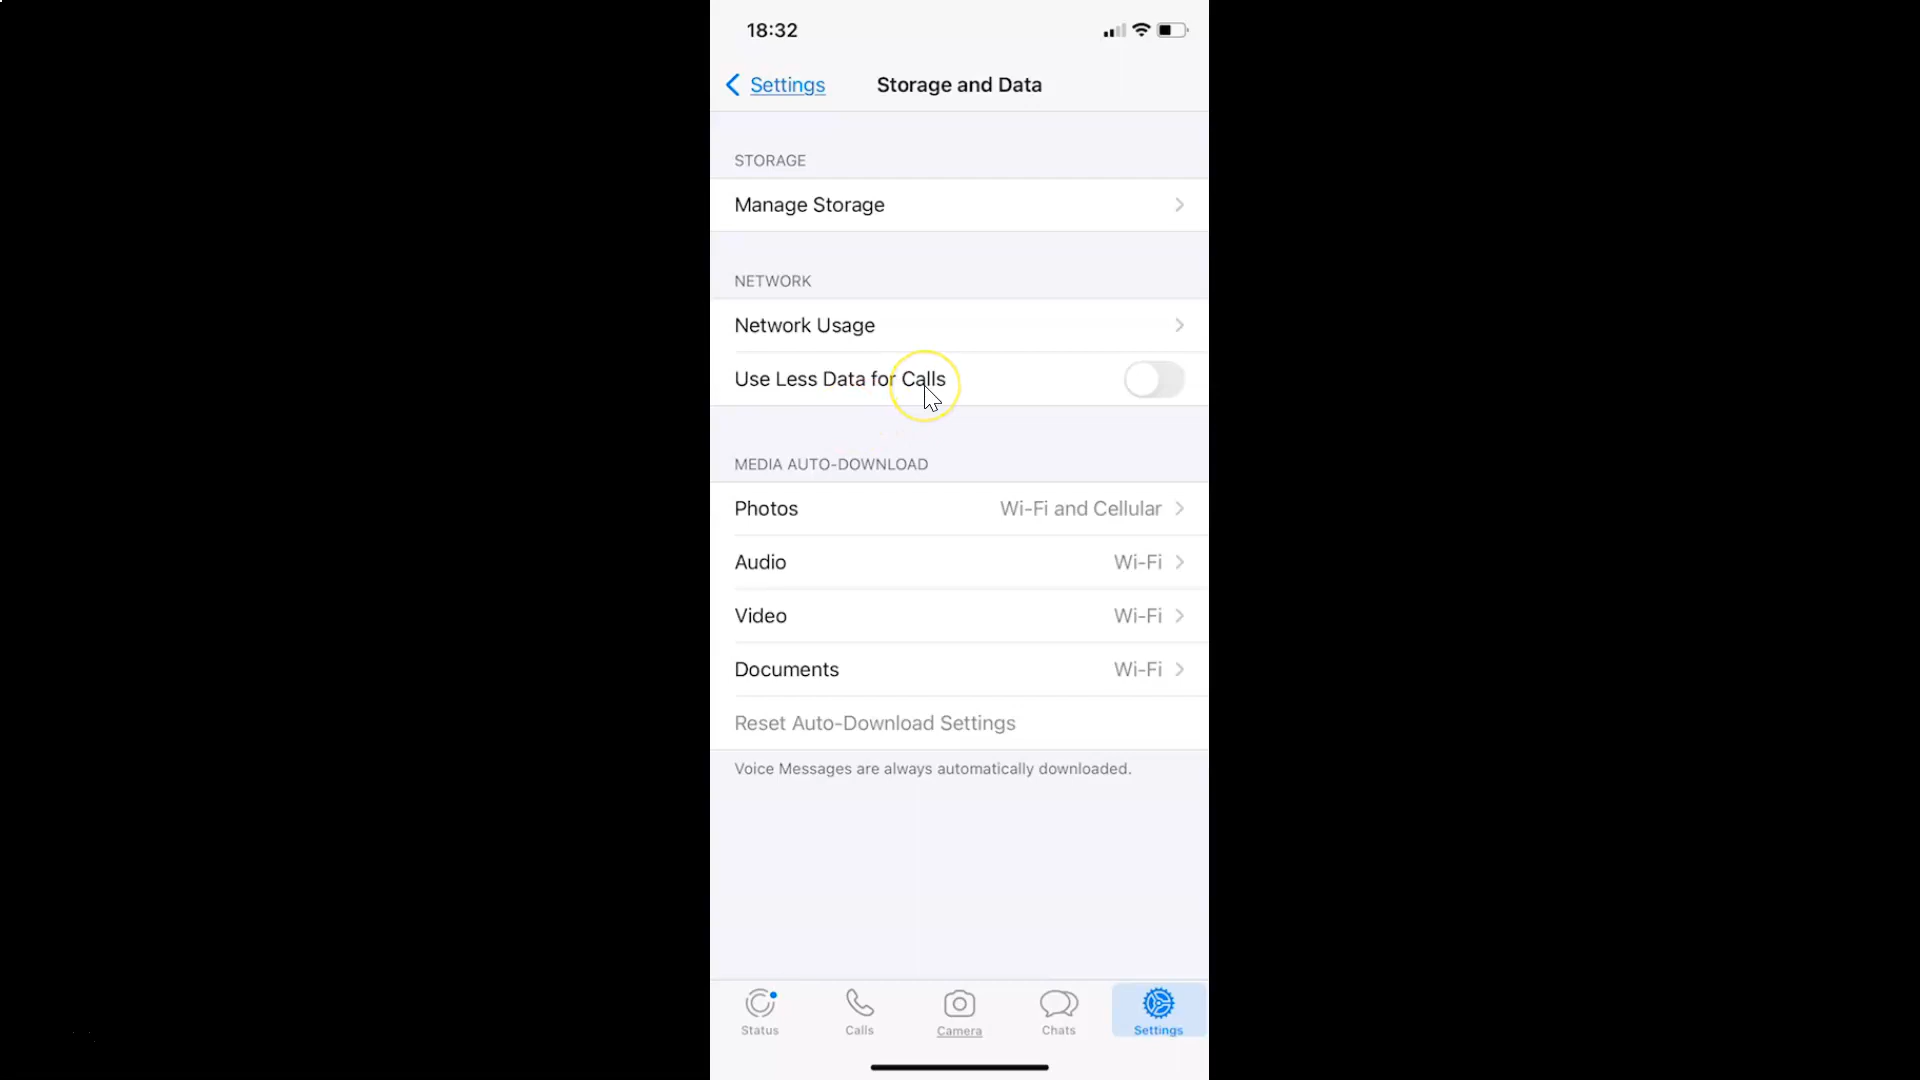 18:32
Settings
Storage and Data
STORAGE
Manage Storage
NETWORK
Network Usage
Use Less Data for Calls
MEDIA AUTO-DOWNLOAD
Photos Wi-Fi and Cellular
Audio Wi-Fi
Video Wi-Fi
Documents Wi-Fi
Reset Auto-Download Settings
Voice Messages are always automatically downloaded.
Status Calls Camera Chats Settings